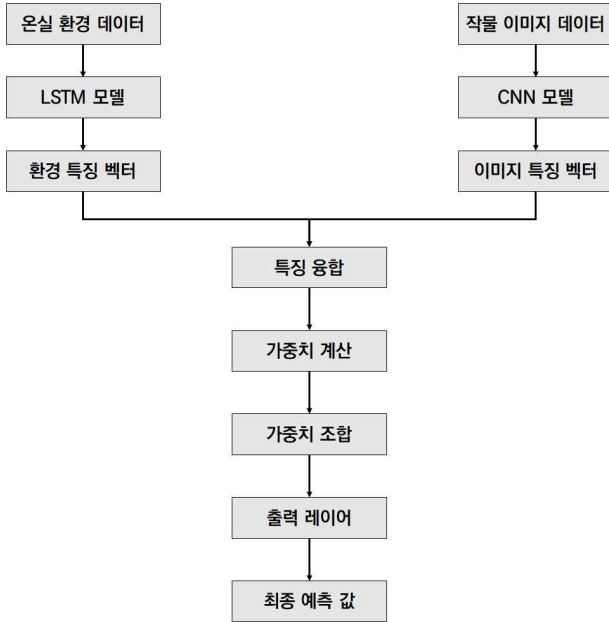 온실 환경 데이터
작물 이미지 데이터
LSTM 모델
CNN 모델
환경 특징 벡터
이미지 특징 벡터
특징 융합
가중치 계산
가중치 조합
출력 레이어
최종 예측 값